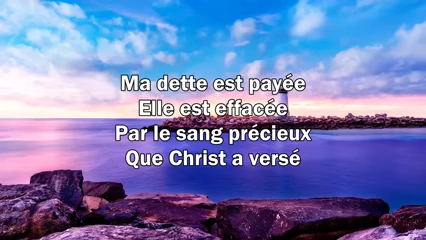 Ma dette est payée
Elle est effacée
Par le sang précieux
Que Christ a versé